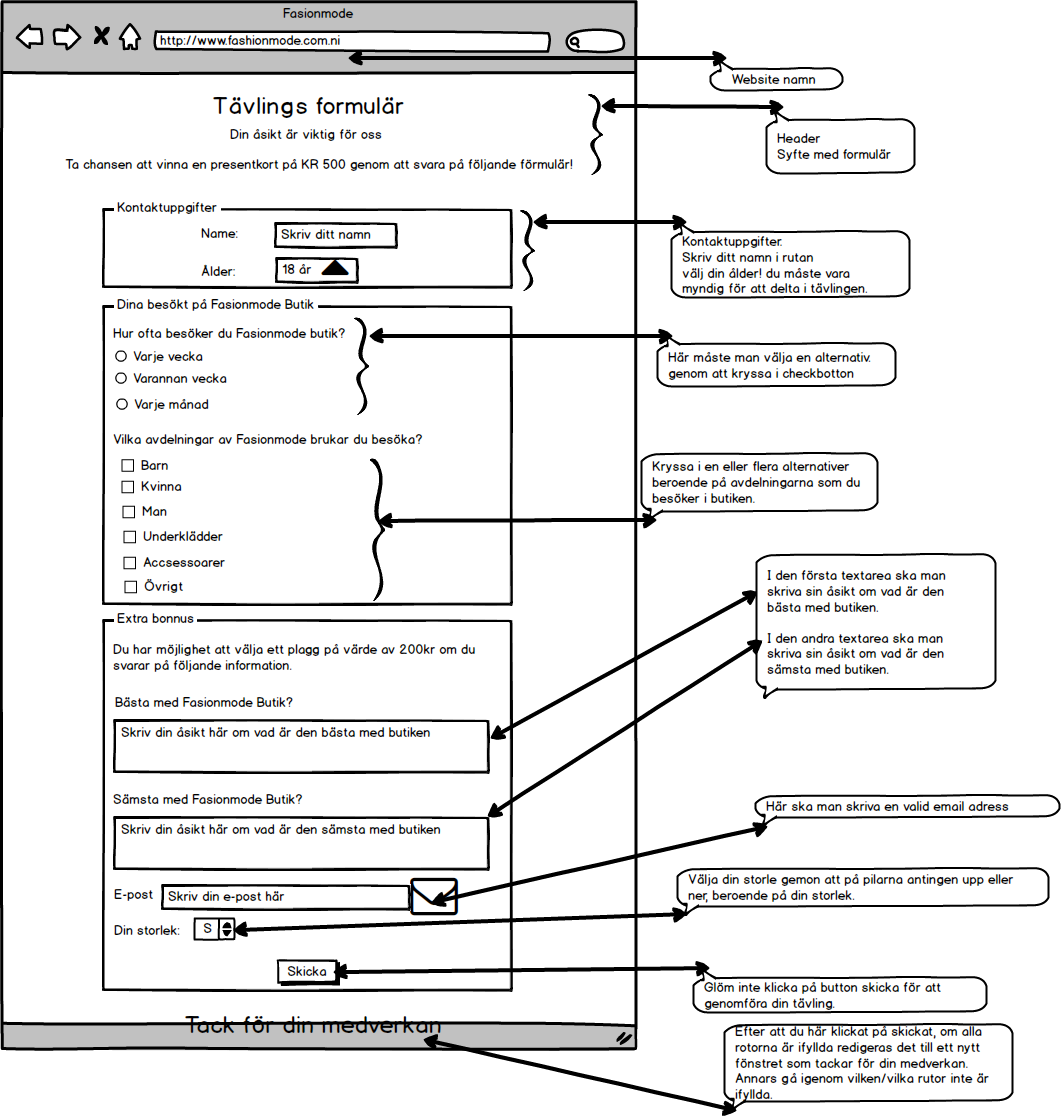 Fasionmode
http://www.fashionmode.com.ni
Website namn
Tävlings formulär
Din åsikt är viktig för oss
Ta chansen att vinna en presentkort på KR 500 genom att svara på följande förmulär!
Header
Syfte med formulär
Kontaktuppgifter
Name:
Skriv ditt namn
Ålder:
18 år
Kontaktuppgifter.
Skriv ditt namn i rutan
välj din ålder! du måste vara
myndig för att delta i tävlingen.
Dina besökt på Fasionmode Butik
Hur ofta besöker du Fasionmode butik?
Varje vecka
Varannan vecka
Varje månad
Här måste man välja en alternativ.
genom att kryssa i checkbotton
Vilka avdelningar av Fasionmode brukar du besöka?
Barn
Kvinna
Man
Underklädder
Accsessoarer
Övrigt
Kryssa i en eller flera alternativer
beroende på avdelningarna som du
besöker i butiken.
Extra bonnus
Du har möjlighet att välja ett plagg på värde av 200kr om du
svarar på följande information.
Bästa med Fasionmode Butik?
Skriv din åsikt här om vad är den bästa med butiken
I den första textarea ska man
skriva sin åsikt om vad är den
bästa med butiken.
I den andra textarea ska man
skriva sin åsikt om vad är den
sämsta med butiken.
Sämsta med Fasionmode Butik?
Skriv din åsikt här om vad är den sämsta med butiken
Här ska man skriva en valid email adress
E-post
Skriv din e-post här
Välja din storle gemon att på pilarna antingen upp eller
ner, beroende på din storlek.
Din storlek:
S
Skicka
Glöm inte klicka på button skicka för att
genomföra din tävling.
Tack för din medverkan
Efter att du här klickat på skickat, om alla
rotorna är ifyllda redigeras det till ett nytt
fönstret som tackar för din medverkan.
Annars gå igenom vilken/vilka rutor inte är
ifyllda.